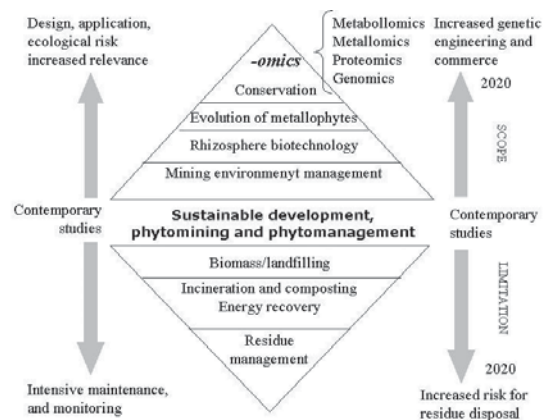 Design, application,
ecological risk
increased relevance
-omics
Metabollomics
Metallomics
Proteomics
Genomics
Increased genetic
engineering and
commerce
2020
SCOPE
Conservation
Evolution of metallophytes
Rhizosphere biotechnology
Mining environmenyt management
Contemporary
studies
Sustainable development,
phytomining and phytomanagement
Contemporary
studies
Biomass/landfilling
Incineration and composting
Energy recovery
Residue
management
LIMITATION
2020
Intensive maintenance,
and monitoring
Increased risk for
residue disposal